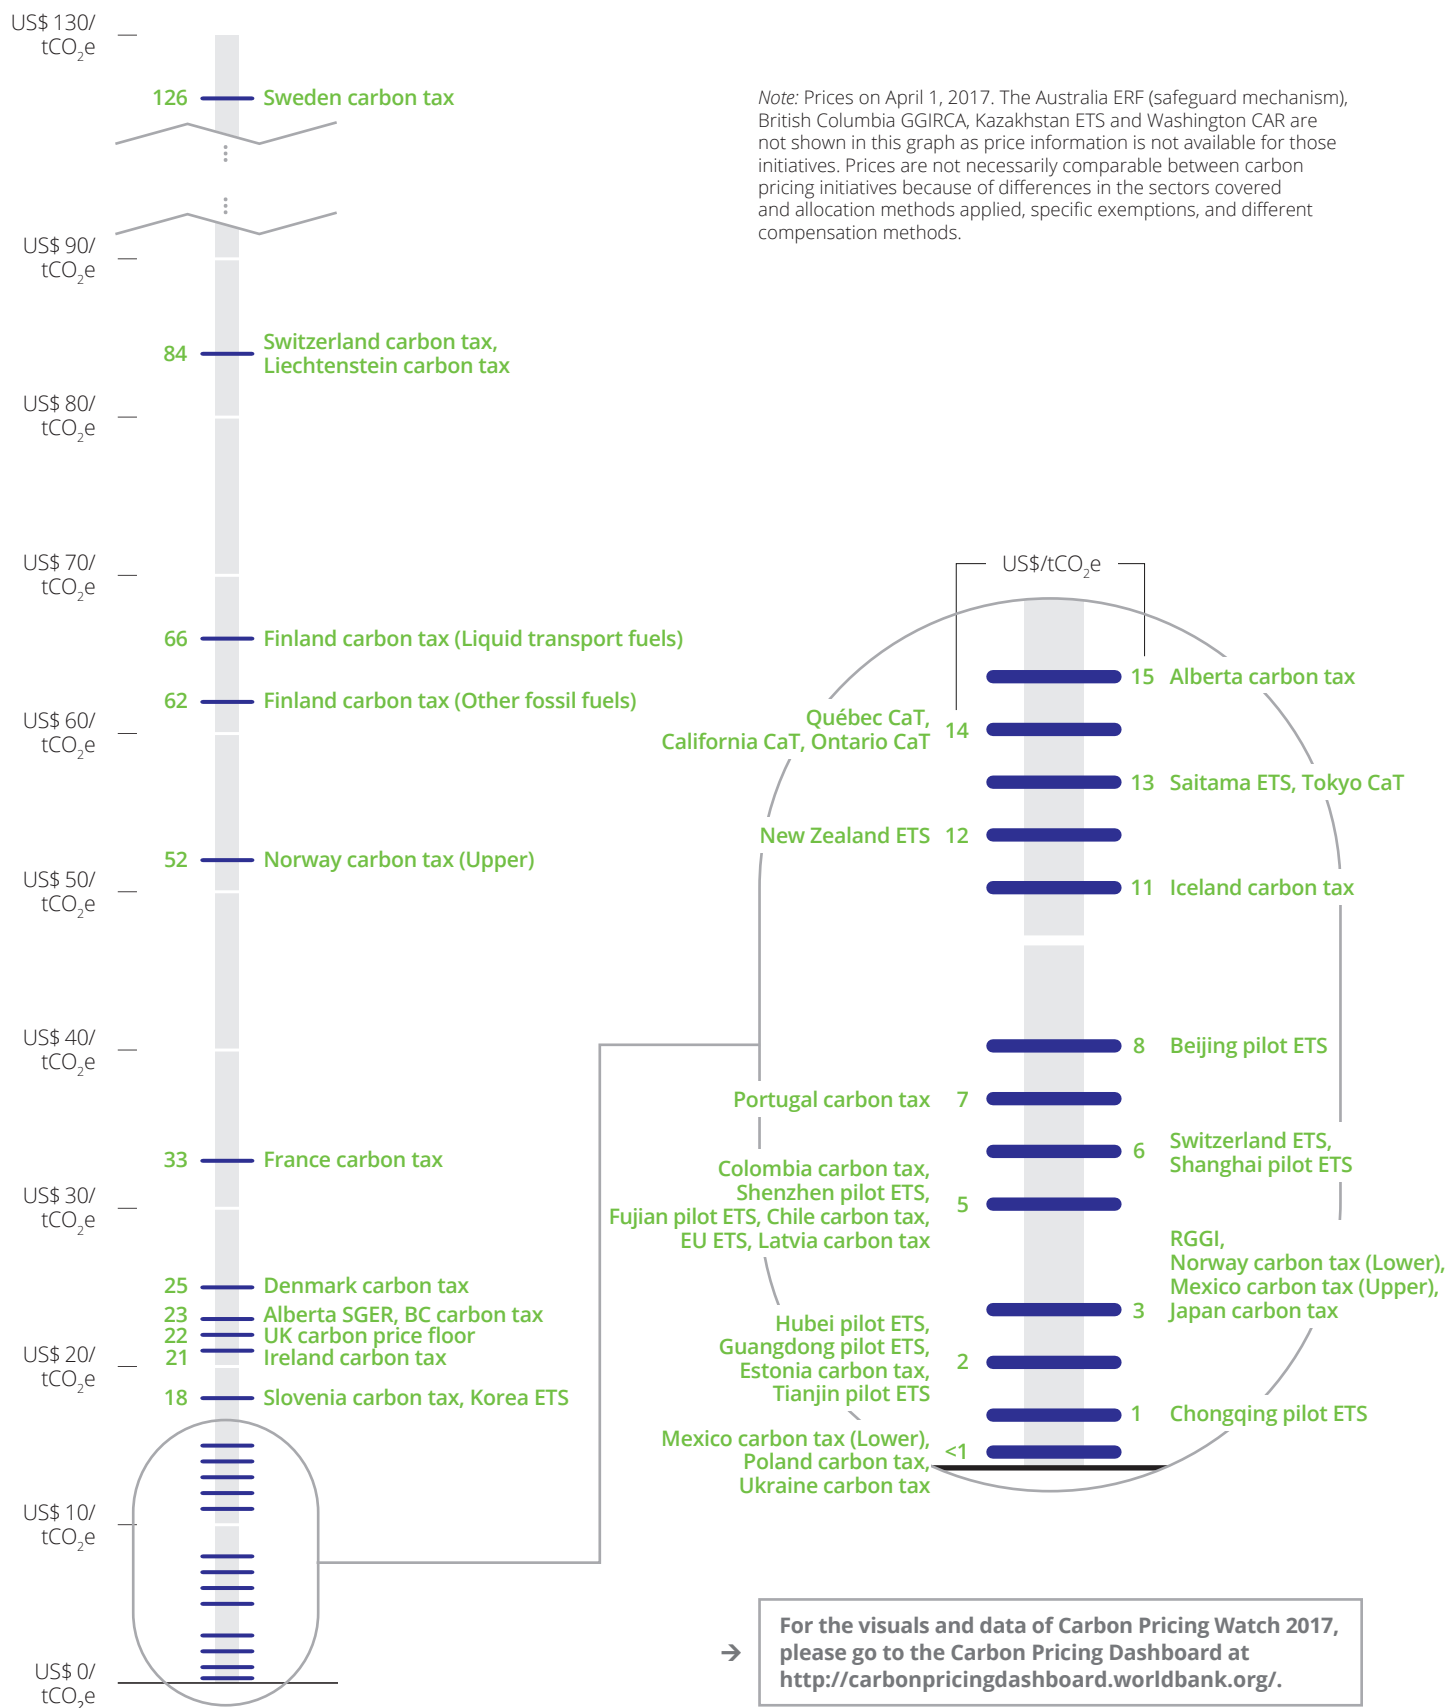 US$ 130/
tCO2e
126 Sweden carbon tax
Note: Prices on April 1, 2017. The Australia ERF (safeguard mechanism),
British Columbia GGIRCA, Kazakhstan ETS and Washington CAR are
not shown in this graph as price information is not available for those
initiatives. Prices are not necessarily comparable between carbon
pricing initiatives because of differences in the sectors covered
and allocation methods applied, specific exemptions, and different
compensation methods.
US$ 90/
tCO2e
84 Switzerland carbon tax,
Liechtenstein carbon tax
US$ 80/
tCO2e
US$ 70/
tCO2e
66 Finland carbon tax (Liquid transport fuels)
62 Finland carbon tax (Other fossil fuels)
US$ 60/
tCO2e
52 Norway carbon tax (Upper)
US$ 50/
tCO2e
US$ 40/
tCO2e
33 France carbon tax
US$ 30/
tCO2e
25 Denmark carbon tax
23 Alberta SGER, BC carbon tax
22 UK carbon price floor
21 Ireland carbon tax
US$ 20/
tCO2e
18 Slovenia carbon tax, Korea ETS
US$ 10/
tCO2e
US$ 0/
tCO2e
US$/tCO2e
15 Alberta carbon tax
Québec CaT,
California CaT, Ontario CaT 14
13 Saitama ETS, Tokyo CaT
New Zealand ETS 12
11 Iceland carbon tax
8 Beijing pilot ETS
Portugal carbon tax 7
6 Switzerland ETS,
Shanghai pilot ETS
Colombia carbon tax,
Shenzhen pilot ETS,
Fujian pilot ETS, Chile carbon tax,
EU ETS, Latvia carbon tax
5
RGGI,
Norway carbon tax (Lower),
Mexico carbon tax (Upper),
Japan carbon tax
3
Hubei pilot ETS,
Guangdong pilot ETS,
Estonia carbon tax,
Tianjin pilot ETS
2
1 Chongqing pilot ETS
Mexico carbon tax (Lower),
Poland carbon tax,
Ukraine carbon tax
<1
→ For the visuals and data of Carbon Pricing Watch 2017,
please go to the Carbon Pricing Dashboard at
http://carbonpricingdashboard.worldbank.org/.